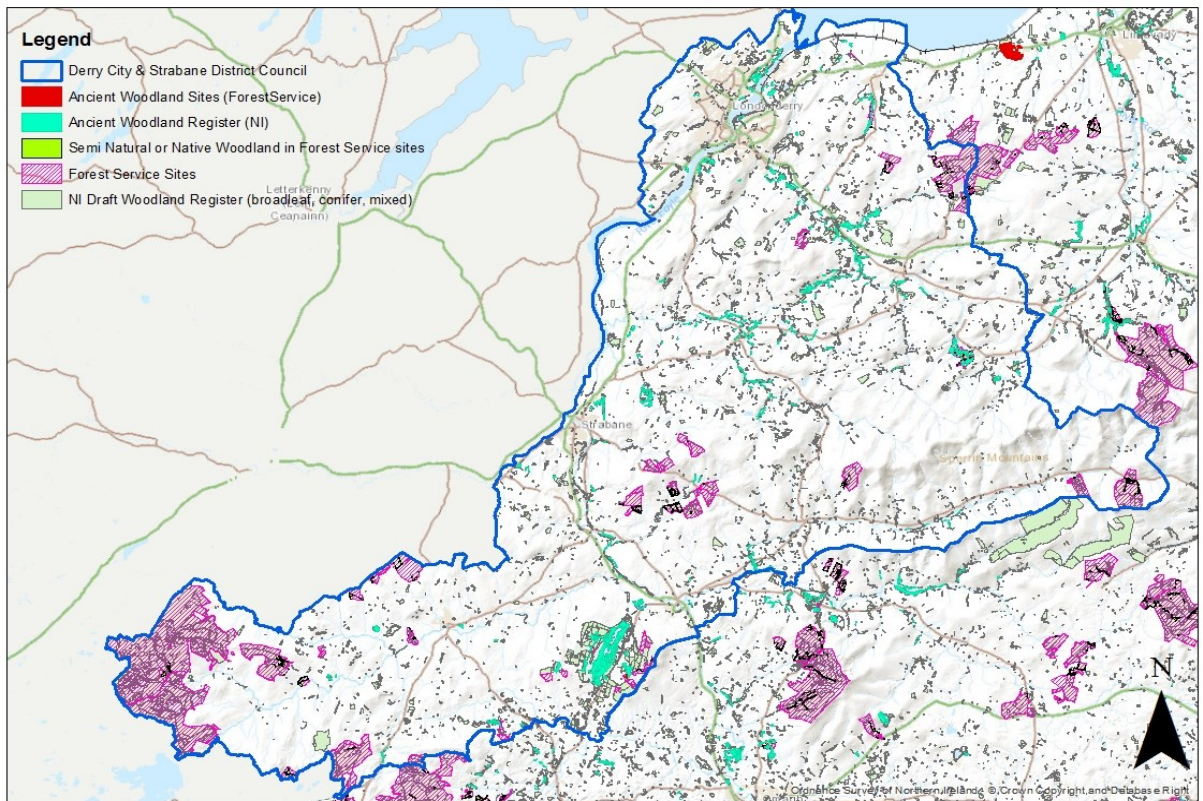 Legend
Derry City & Strabane District Council
Ancient Woodland Sites (ForestService)
Ancient Woodland Register (NI)
Semi Natural or Native Woodland in Forest Service sites
Forest Service Sites
NI Draft Woodland Register (broadleaf, conifer, mixed)
Londonderry
Letterkenny
Ceanainn)
Foyle
Strabane
Sperrin Mountains
N
Ordnance Survey of Northern Ireland © Crown Copyright and Database Right